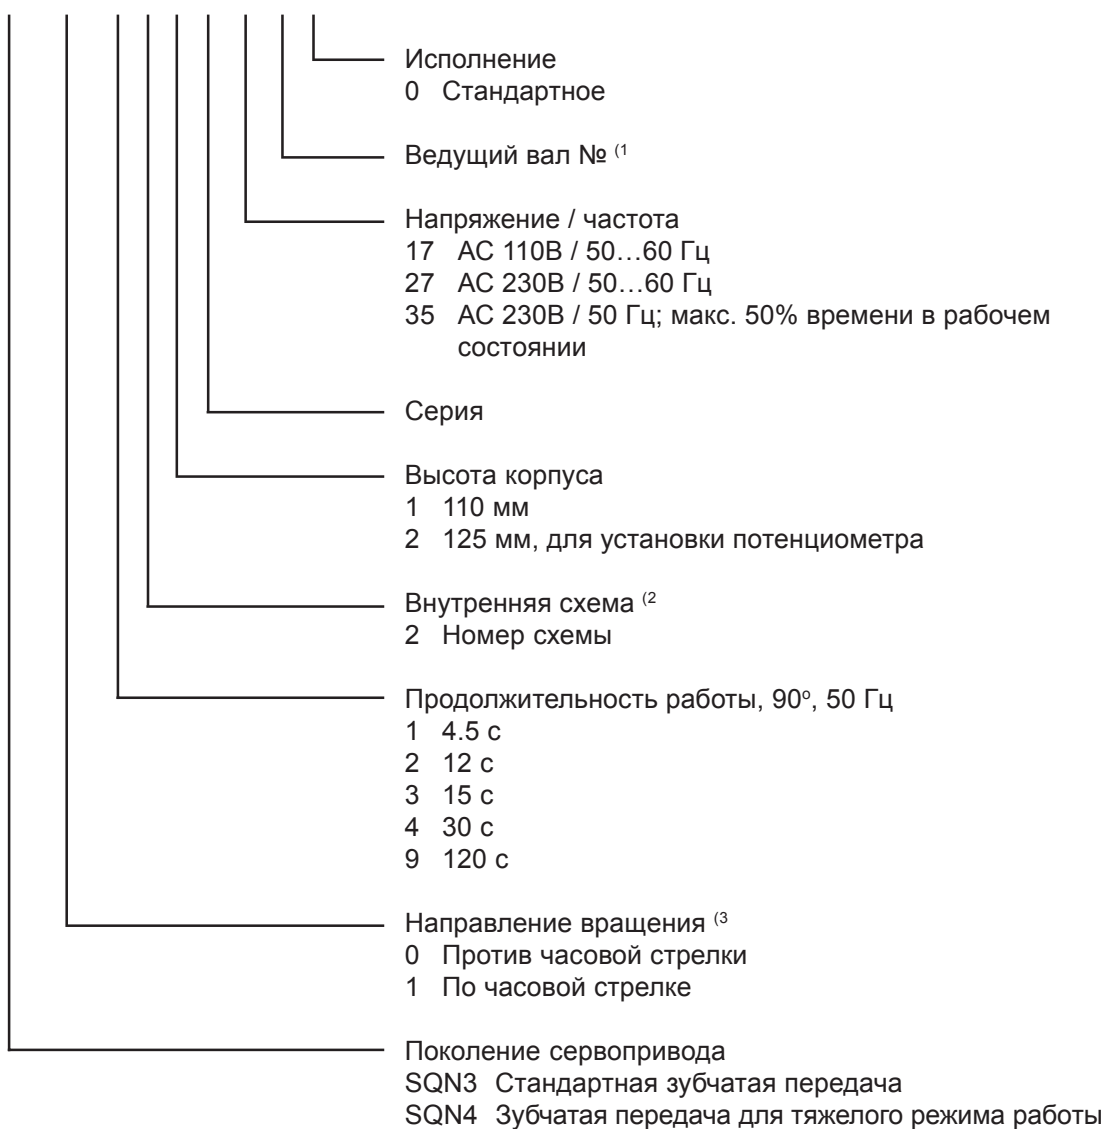 Исполнение
0 Стандартное
Ведущий вал № (1
Напряжение / частота
17 АС 110В / 50…60 Гц
27 АС 230В / 50…60 Гц
35 АС 230В / 50 Гц; макс. 50% времени в рабочем
состоянии
Серия
Высота корпуса
1 110 мм
2 125 мм, для установки потенциометра
Внутренняя схема (2
2 Номер схемы
Продолжительность работы, 90º, 50 Гц
1 4.5 с
2 12 с
3 15 с
4 30 с
9 120 с
Направление вращения (3
0 Против часовой стрелки
1 По часовой стрелке
Поколение сервопривода
SQN3 Стандартная зубчатая передача
SQN4 Зубчатая передача для тяжелого режима работы